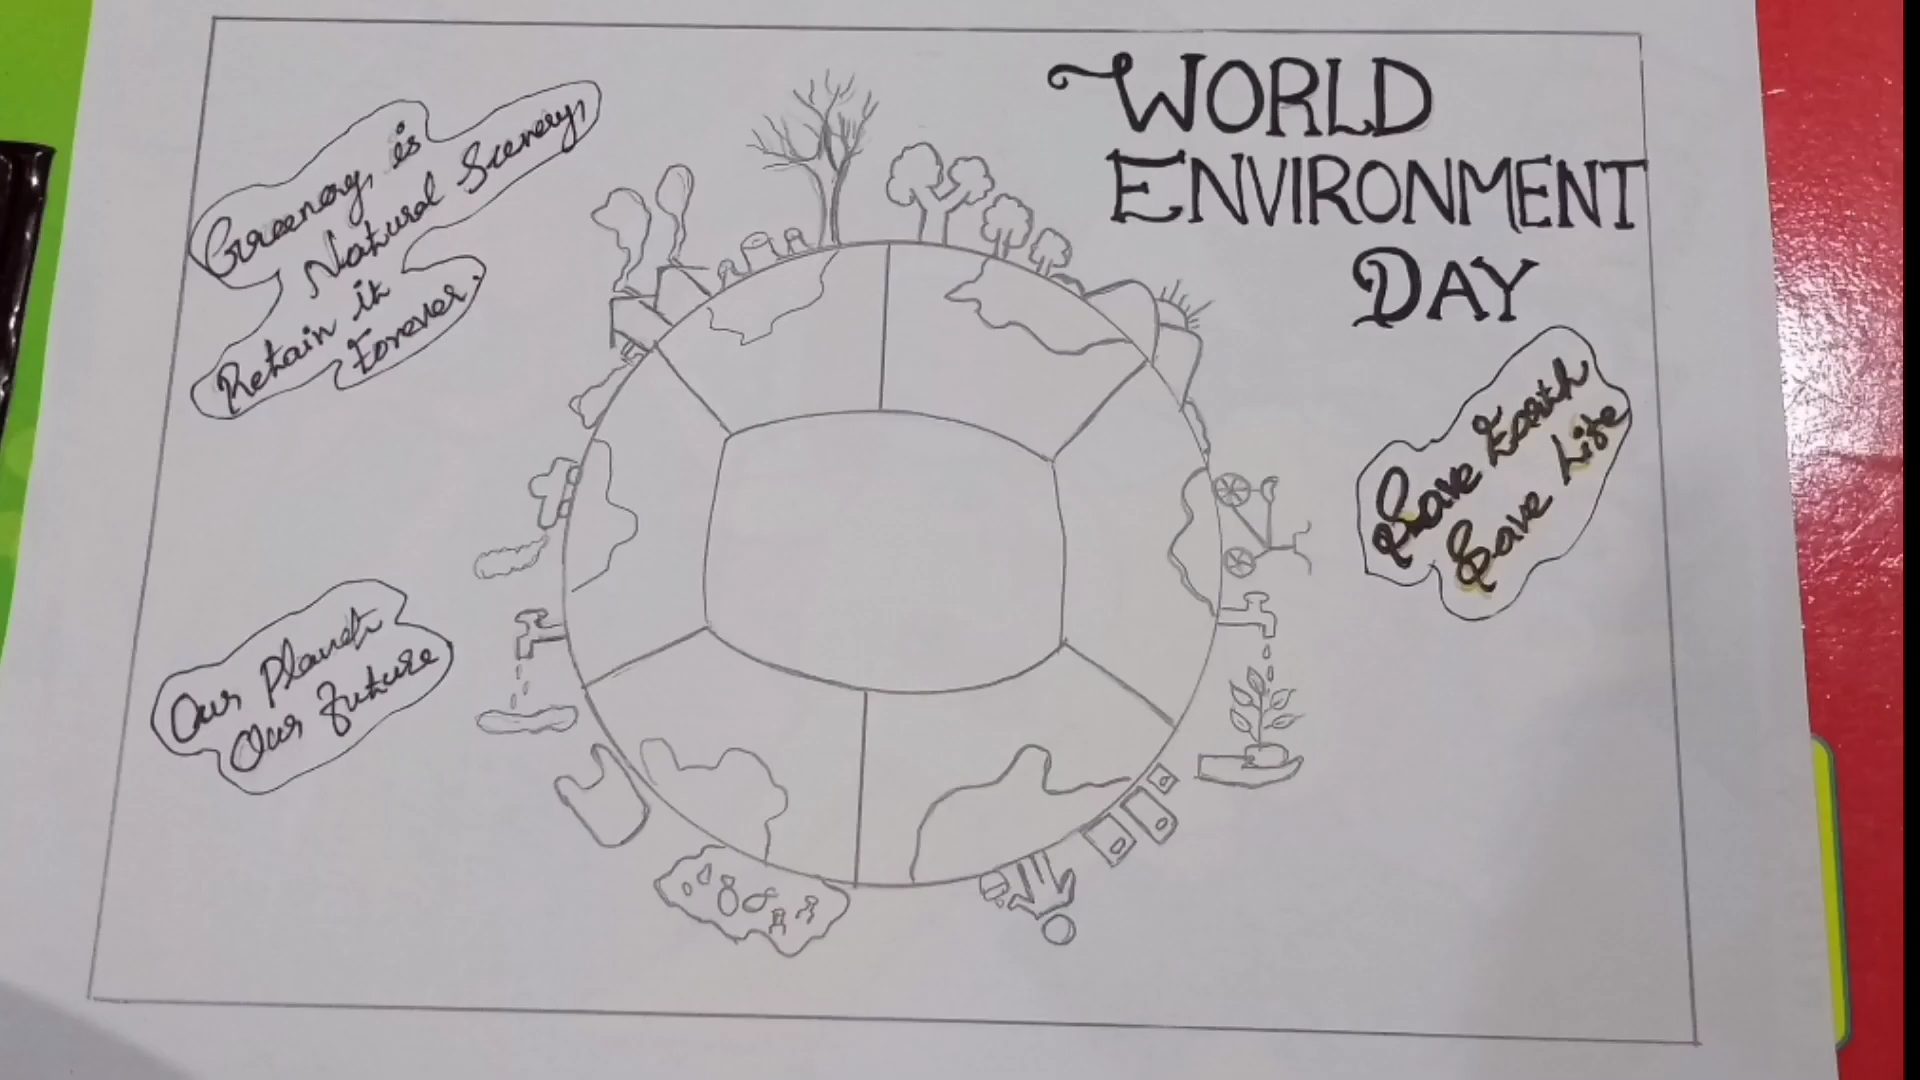 WORLD
ENVIRONMENT
DAY
Greenery is
Natural Scenery,
Retain it
Forever.
Save Earth
Save Life
Our Planet
Our future